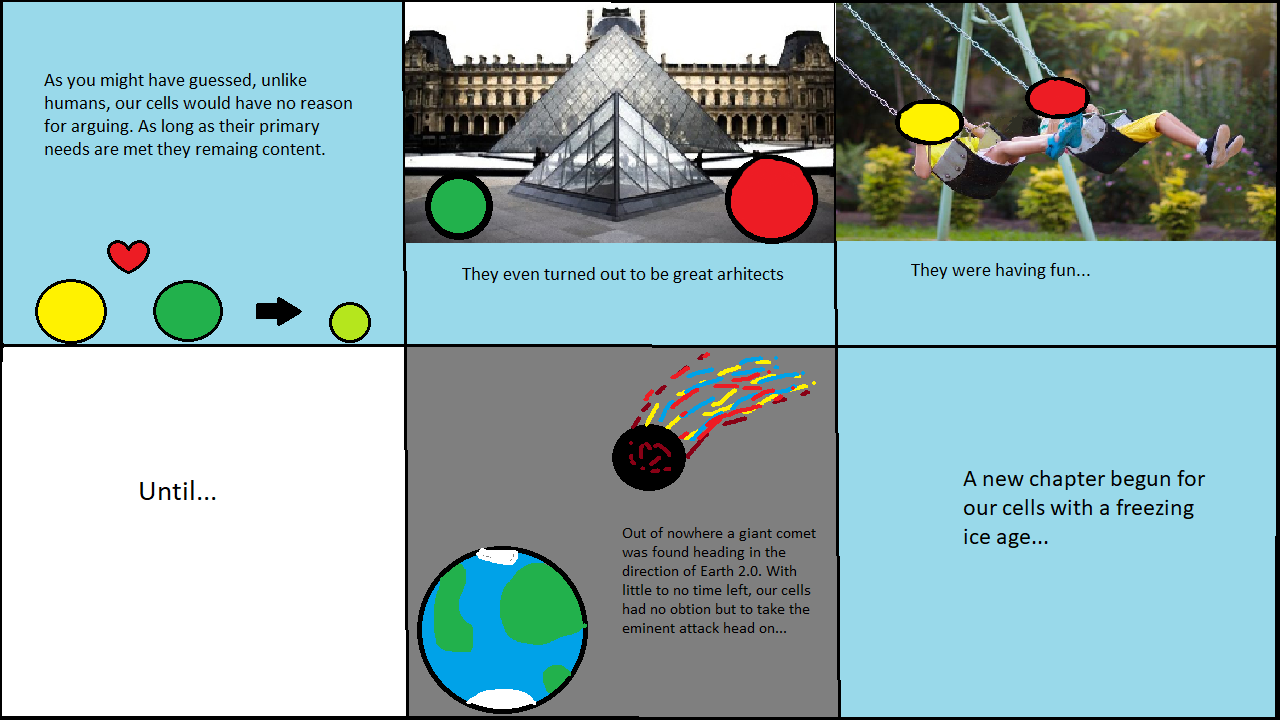 As you might have guessed, unlike
humans, our cells would have no reason
for arguing. As long as their primary
needs are met they remaing content.
They even turned out to be great arhitects
They were having fun...
Until...
Out of nowhere a giant comet
was found heading in the
direction of Earth 2.0. With
little to no time left, our cells
had no obtion but to take the
eminent attack head on...
A new chapter begun for
our cells with a freezing
ice age...